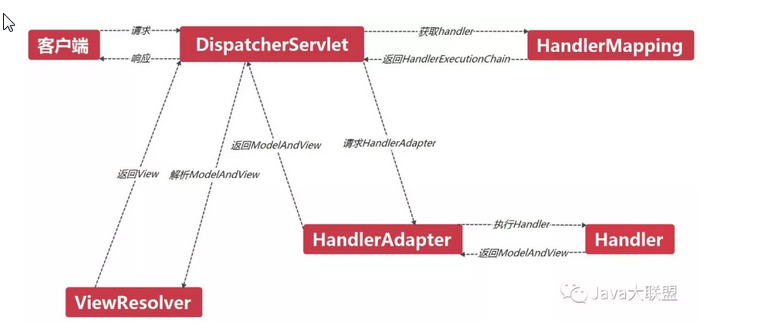 请求
获取handler
客户端
DispatcherServlet
HandlerMapping
响应
返回HandlerExecutionChain
返回ModelAndView
请求HandlerAdapter
返回View
解析ModelAndView
执行Handler
HandlerAdapter
Handler
返回ModelAndView
ViewResolver
Java大联盟